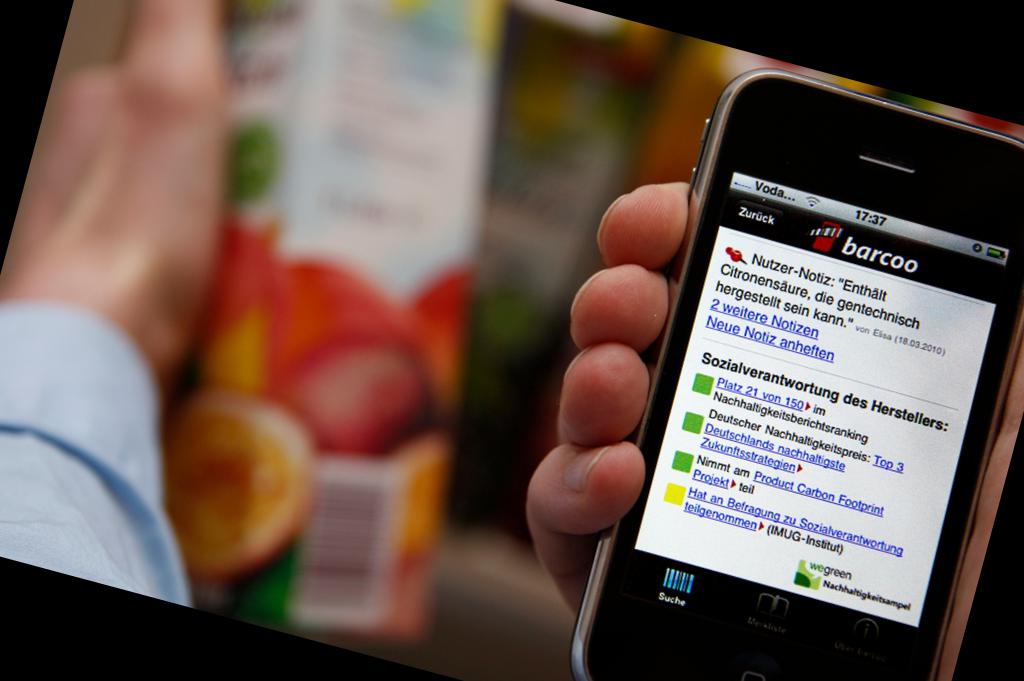 Voda... 17:37
Zurück
barcoo
Nutzer-Notiz: "Enthält
Citronensäure, die gentechnisch
hergestellt sein kann." von Elisa (18.03.2010)
2 weitere Notizen
Neue Notiz anheften
Sozialverantwortung des Herstellers:
Platz 21 von 150 im
Nachhaltigkeitsberichtsranking
Deutscher Nachhaltigkeitspreis: Top 3
Deutschlands nachhaltigste
Zukunftsstrategien
Nimmt am Product Carbon Footprint
Projekt teil
Hat an Befragung zu Sozialverantwortung
teilgenommen (IMUG-Institut)
wegreen
Nachhaltigkeitsampel
Suche Merkliste Über barcoo